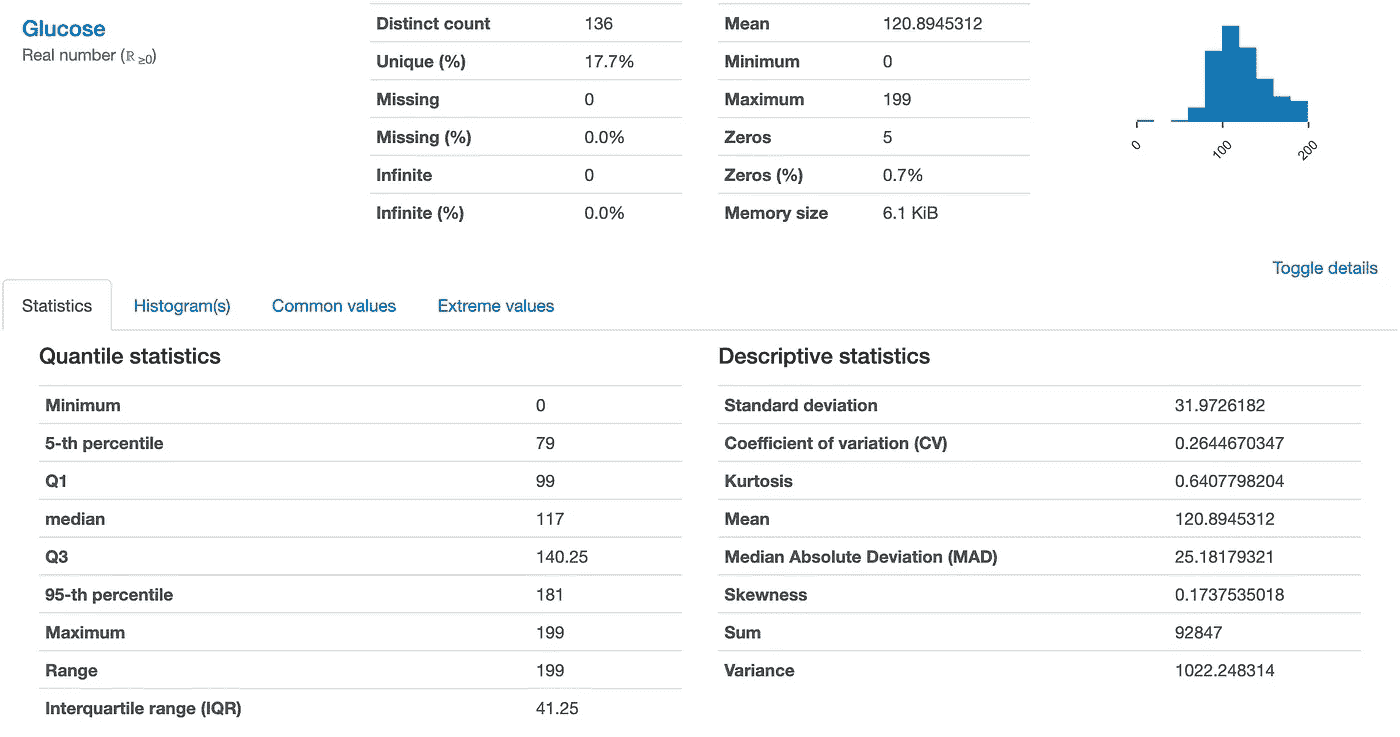 Glucose
Real number (ℝ ≥0)
Distinct count 136
Unique (%) 17.7%
Missing 0
Missing (%) 0.0%
Infinite 0
Infinite (%) 0.0%
Mean 120.8945312
Minimum 0
Maximum 199
Zeros 5
Zeros (%) 0.7%
Memory size 6.1 KiB
0 100 200
Toggle details
Statistics Histogram(s) Common values Extreme values
Quantile statistics
Minimum 0
5-th percentile 79
Q1 99
median 117
Q3 140.25
95-th percentile 181
Maximum 199
Range 199
Interquartile range (IQR) 41.25
Descriptive statistics
Standard deviation 31.9726182
Coefficient of variation (CV) 0.2644670347
Kurtosis 0.6407798204
Mean 120.8945312
Median Absolute Deviation (MAD) 25.18179321
Skewness 0.1737535018
Sum 92847
Variance 1022.248314